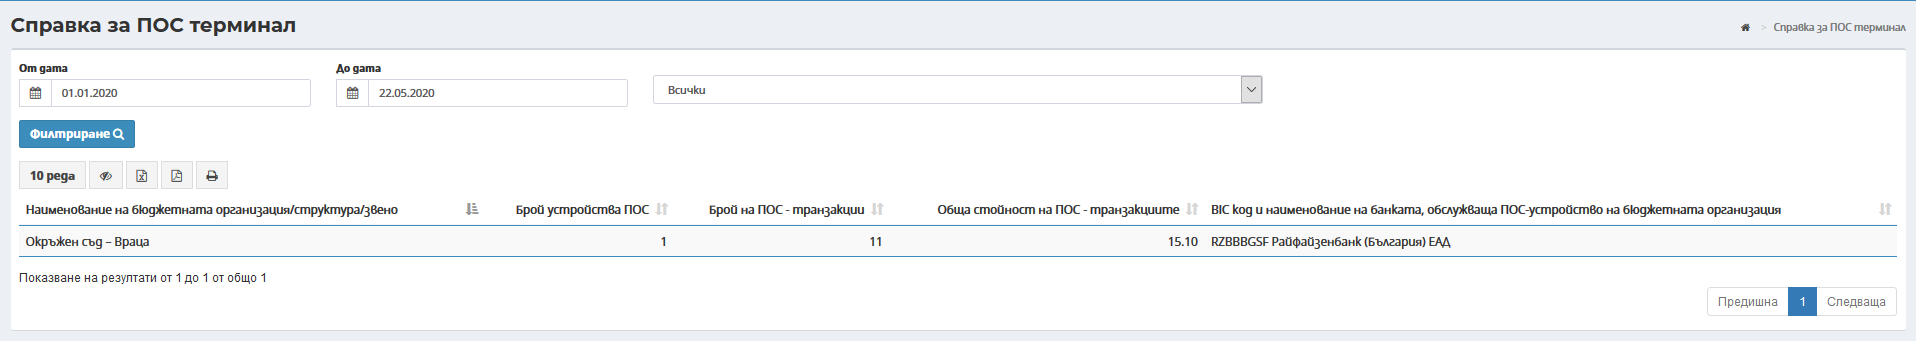 Справка за ПОС терминал
> Справка за ПОС терминал
От дата
До дата
01.01.2020
22.05.2020
Всички
Филтриране
10 реда
Наименование на бюджетната организация/структура/звено
Брой устройства ПОС
Брой на ПОС - транзакции
Обща стойност на ПОС - транзакциите
BIC код и наименование на банката, обслужваща ПОС-устройство на бюджетната организация
Окръжен съд – Враца
1
11
15.10
RZBBBGSF Райфайзенбанк (България) ЕАД
Показване на резултати от 1 до 1 от общо 1
Предишна
1
Следваща